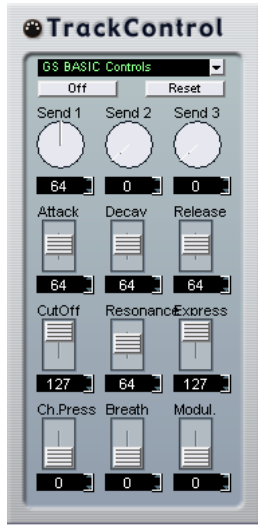 TrackControl
GS BASIC Controls
Off Reset
Send 1 Send 2 Send 3
64 0 0
Attack Decay Release
64 64 64
CutOff Resonance Express
127 64 127
Ch.Press Breath Modul.
0 0 0